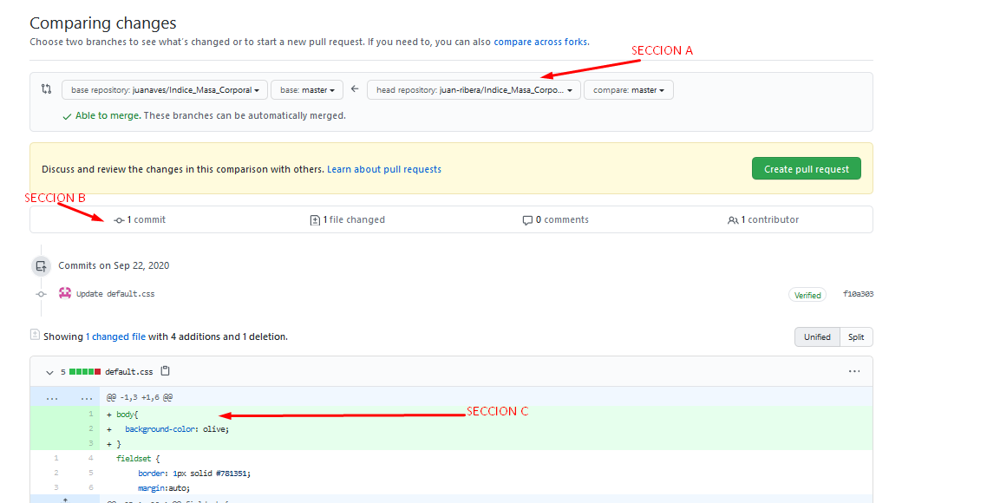 Comparing changes
Choose two branches to see what's changed or to start a new pull request. If you need to, you can also compare across forks.
SECCION A
base repository: juanaves/Indice_Masa_Corporal base: master head repository: juan-ribera/Indice_Masa_Corpo... compare: master
Able to merge. These branches can be automatically merged.
Discuss and review the changes in this comparison with others. Learn about pull requests Create pull request
SECCION B
1 commit 1 file changed 0 comments 1 contributor
Commits on Sep 22, 2020
Update default.css Verified f10a303
Showing 1 changed file with 4 additions and 1 deletion. Unified Split
5 default.css ...
... ... @@ -1,3 +1,6 @@
1 + body{ SECCION C
2 + background-color: olive;
3 + }
1 4 fieldset {
2 5 border: 1px solid #781351;
3 6 margin:auto;